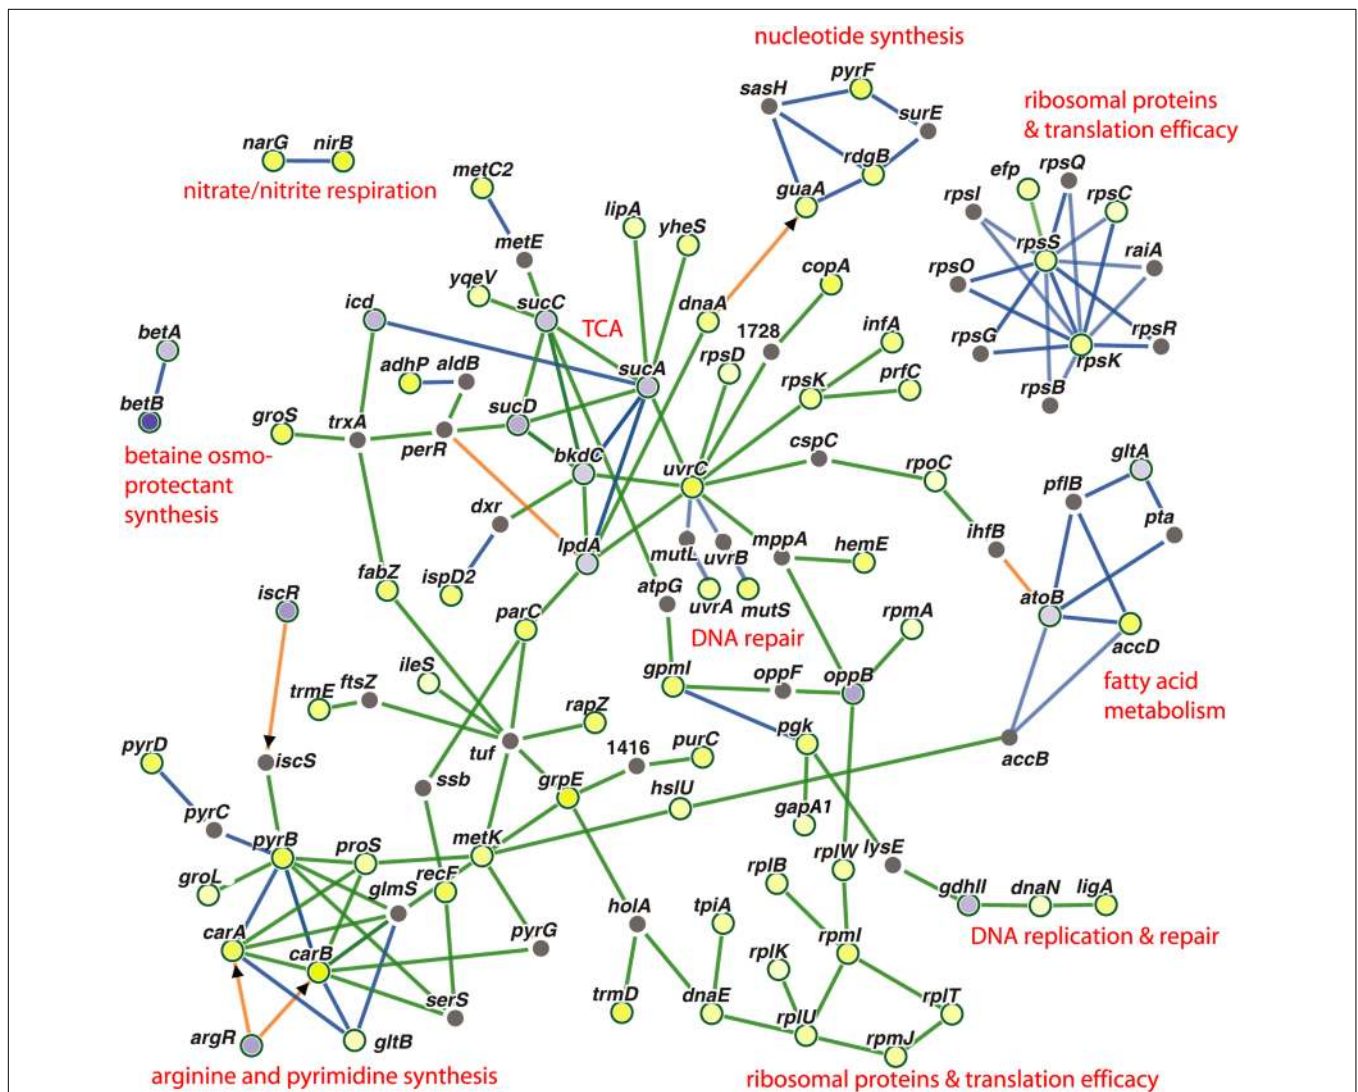 nucleotide synthesis
pyrF
sasH
surE
ribosomal proteins
& translation efficacy
narG nirB
rdgB
rpsQ
efp
nitrate/nitrite respiration
metC2
guaA
rpsI
rpsC
lipA
yheS
rpsS
metE
raiA
yqeV
copA
rpsO
icd
sucC
dnaA
TCA
1728
infA
betA
rpsG
rpsR
adhP aldB
sucA
rpsD
rpsK
rpsK
prfC
rpsB
betB
groS
trxA
sucD
perR
cspC
gltA
betaine osmo-
protectant
synthesis
bkdC
uvrC
rpoC
pflB
pta
dxr
ihfB
lpdA
mutL uvrB
mppA
hemE
fabZ
ispD2
atpG
uvrA
mutS
atoB
iscR
parC
DNA repair
rpmA
accD
ileS
gpmI
oppF
oppB
fatty acid
metabolism
trmE ftsZ
rapZ
pgk
pyrD
iscS
tuf
1416
purC
accB
ssb
grpE
hslU
gapA1
pyrC
pyrB
proS
metK
rplW lysE
groL
glmS
recF
rplB
gdhII
dnaN
ligA
holA
tpiA
carA
carB
pyrG
rpmI
DNA replication & repair
rplK
serS
trmD
dnaE
rplU
rplT
argR
gltB
rpmJ
arginine and pyrimidine synthesis
ribosomal proteins & translation efficacy